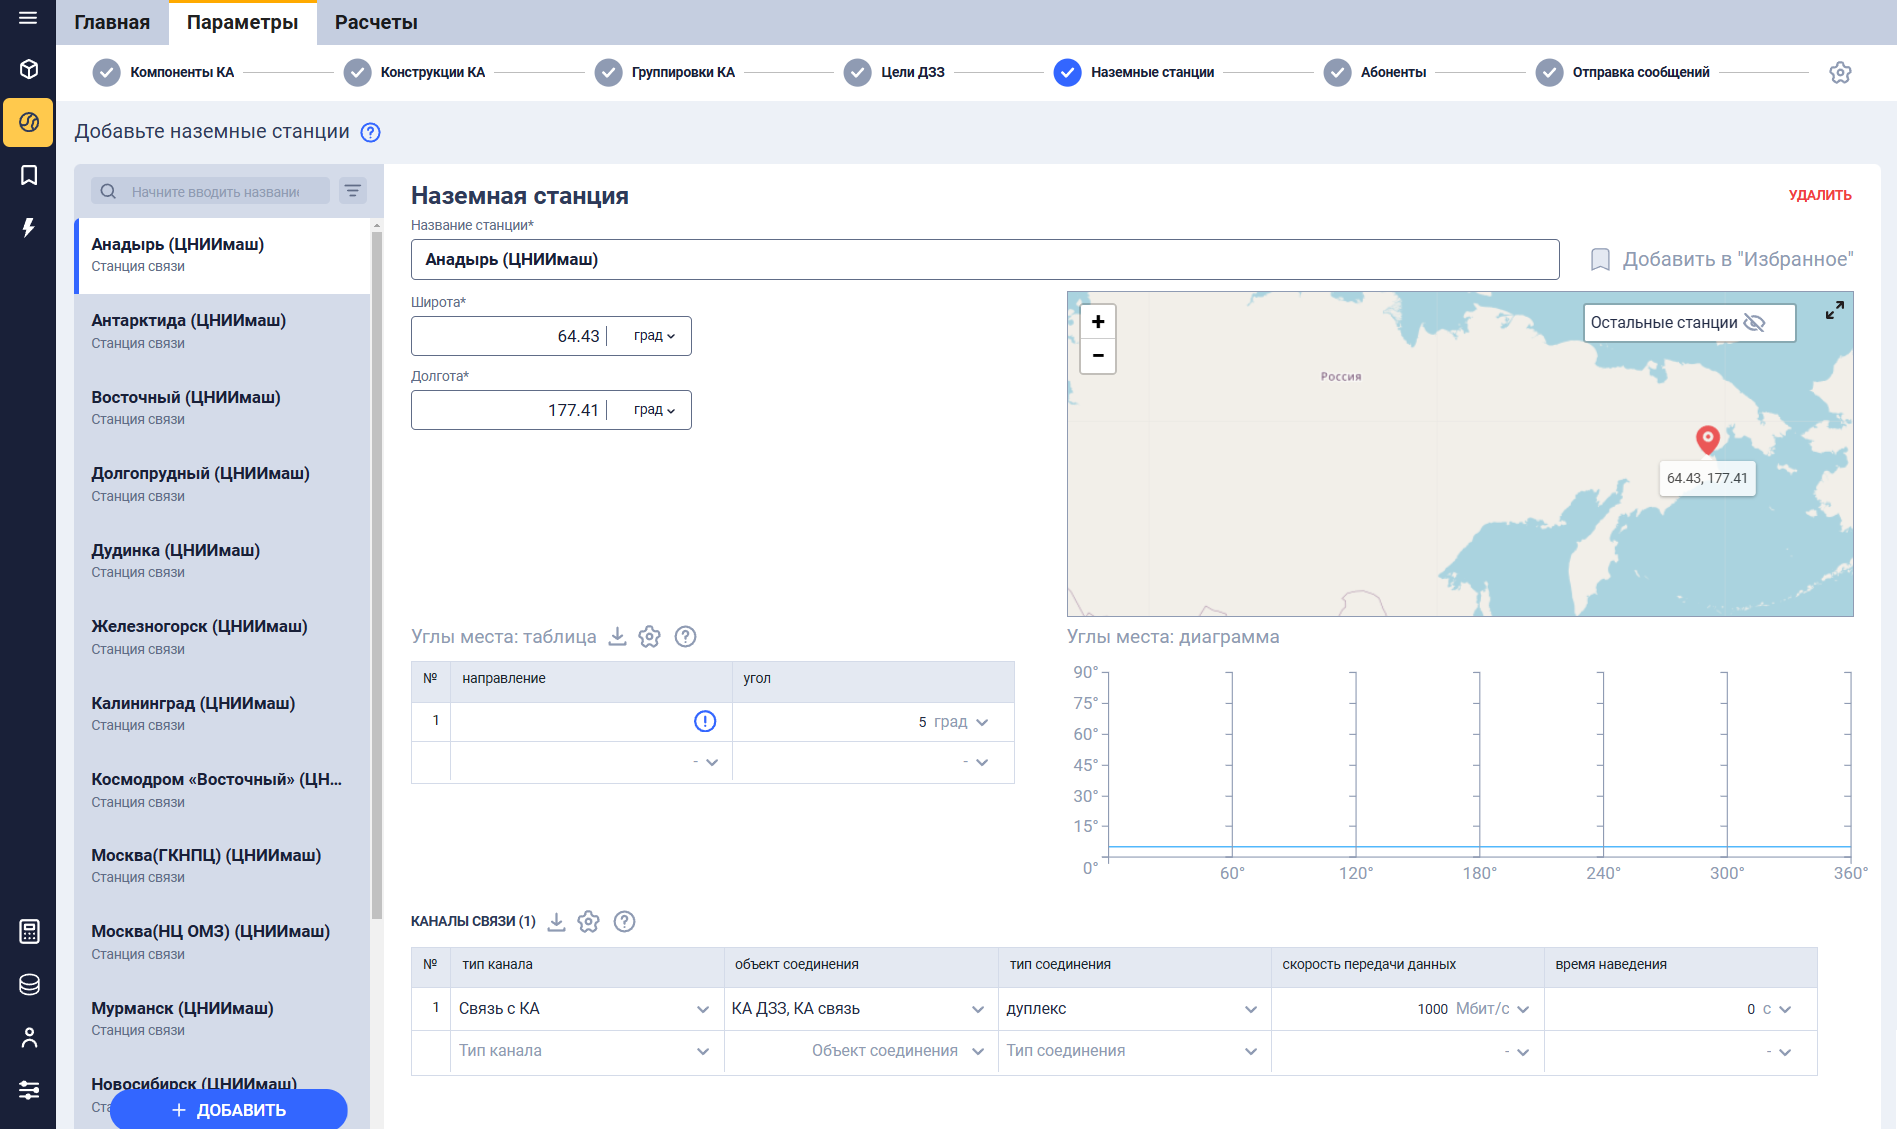 Главная Параметры Расчеты
Компоненты КА Конструкции КА Группировки КА Цели ДЗЗ Наземные станции Абоненты Отправка сообщений
Добавьте наземные станции ?
Начните вводить название
Анадырь (ЦНИИмаш)
Станция связи
Антарктида (ЦНИИмаш)
Станция связи
Восточный (ЦНИИмаш)
Станция связи
Долгопрудный (ЦНИИмаш)
Станция связи
Дудинка (ЦНИИмаш)
Станция связи
Железногорск (ЦНИИмаш)
Станция связи
Калининград (ЦНИИмаш)
Станция связи
Космодром «Восточный» (ЦН...
Станция связи
Москва(ГКНПЦ) (ЦНИИмаш)
Станция связи
Москва(НЦ ОМЗ) (ЦНИИмаш)
Станция связи
Мурманск (ЦНИИмаш)
Станция связи
Новосибирск (ЦНИИмаш)
Ста
+ ДОБАВИТЬ
Наземная станция
УДАЛИТЬ
Название станции*
Анадырь (ЦНИИмаш)
Добавить в "Избранное"
Широта*
64.43 град
Долгота*
177.41 град
+
−
Остальные станции
Россия
64.43, 177.41
Углы места: таблица ?
№ направление угол
1 ! 5 град
- -
Углы места: диаграмма
90°
75°
60°
45°
30°
15°
0°
60° 120° 180° 240° 300° 360°
КАНАЛЫ СВЯЗИ (1) ?
№ тип канала объект соединения тип соединения скорость передачи данных время наведения
1 Связь с КА КА ДЗЗ, КА связь дуплекс 1000 Мбит/с 0 с
Тип канала Объект соединения Тип соединения - -